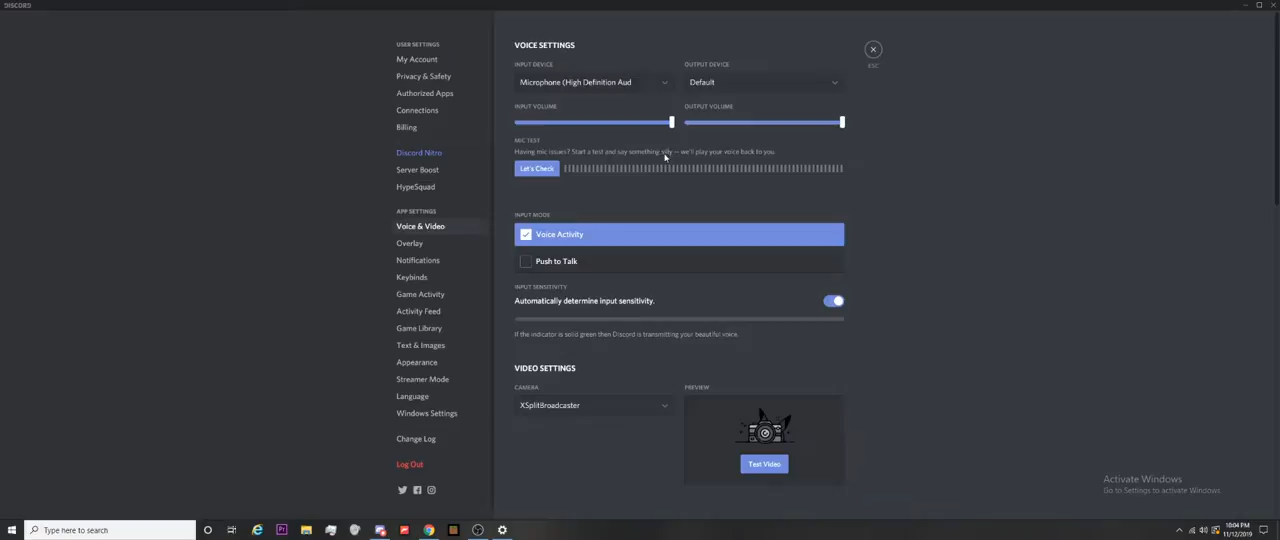 DISCORD
USER SETTINGS
My Account
Privacy & Safety
Authorized Apps
Connections
Billing
Discord Nitro
Server Boost
HypeSquad
APP SETTINGS
Voice & Video
Overlay
Notifications
Keybinds
Game Activity
Activity Feed
Game Library
Text & Images
Appearance
Streamer Mode
Language
Windows Settings
Change Log
Log Out
VOICE SETTINGS
INPUT DEVICE
Microphone (High Definition Aud
OUTPUT DEVICE
Default
INPUT VOLUME
OUTPUT VOLUME
MIC TEST
Having mic issues? Start a test and say something silly — we'll play your voice back to you.
Let's Check
INPUT MODE
Voice Activity
Push to Talk
INPUT SENSITIVITY
Automatically determine input sensitivity.
If the indicator is solid green then Discord is transmitting your beautiful voice.
VIDEO SETTINGS
CAMERA
XSplitBroadcaster
PREVIEW
Test Video
ESC
Activate Windows
Go to Settings to activate Windows.
Type here to search
Pr
10:04 PM
11/12/2019